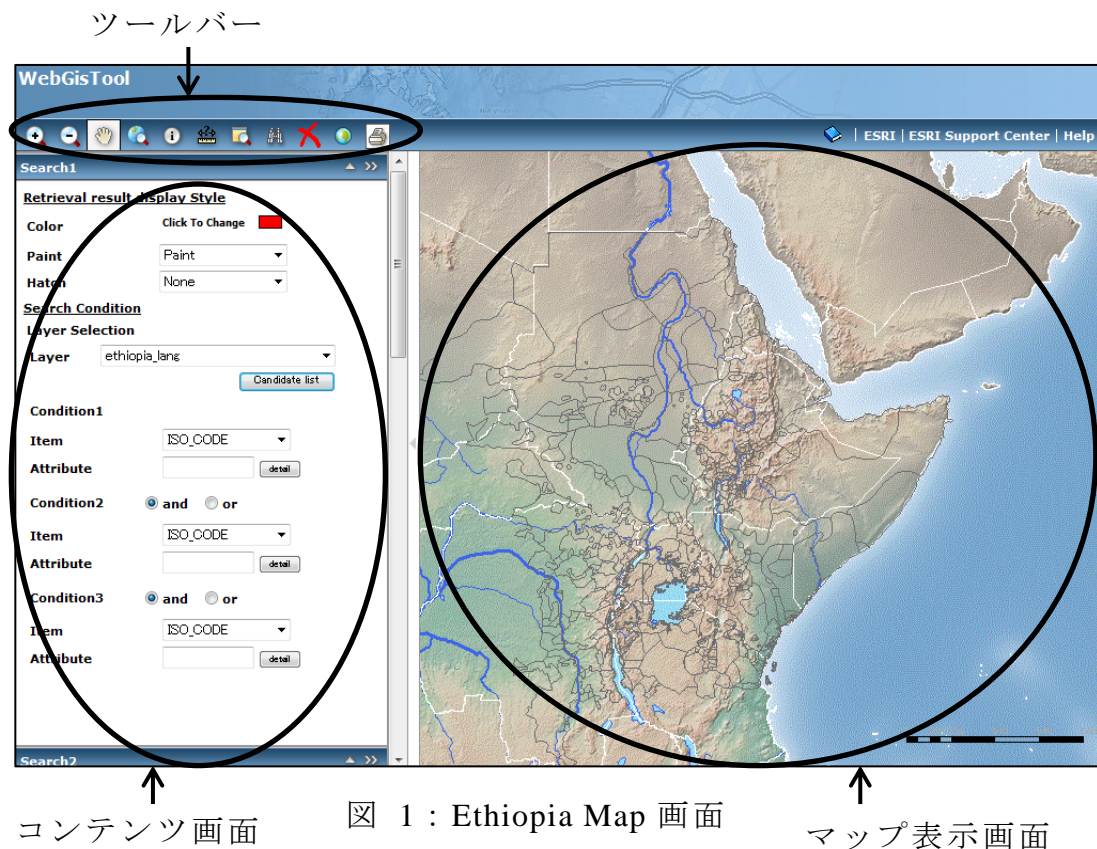 ツールバー
WebGisTool
| ESRI | ESRI Support Center | Help
Search1
Retrieval result display Style
Color Click To Change
Paint Paint
Hatch None
Search Condition
Layer Selection
Layer ethiopia_lang
Candidate list
Condition1
Item ISO_CODE
Attribute detail
Condition2 and or
Item ISO_CODE
Attribute detail
Condition3 and or
Item ISO_CODE
Attribute detail
Search2
コンテンツ画面
図 1：Ethiopia Map 画面
マップ表示画面